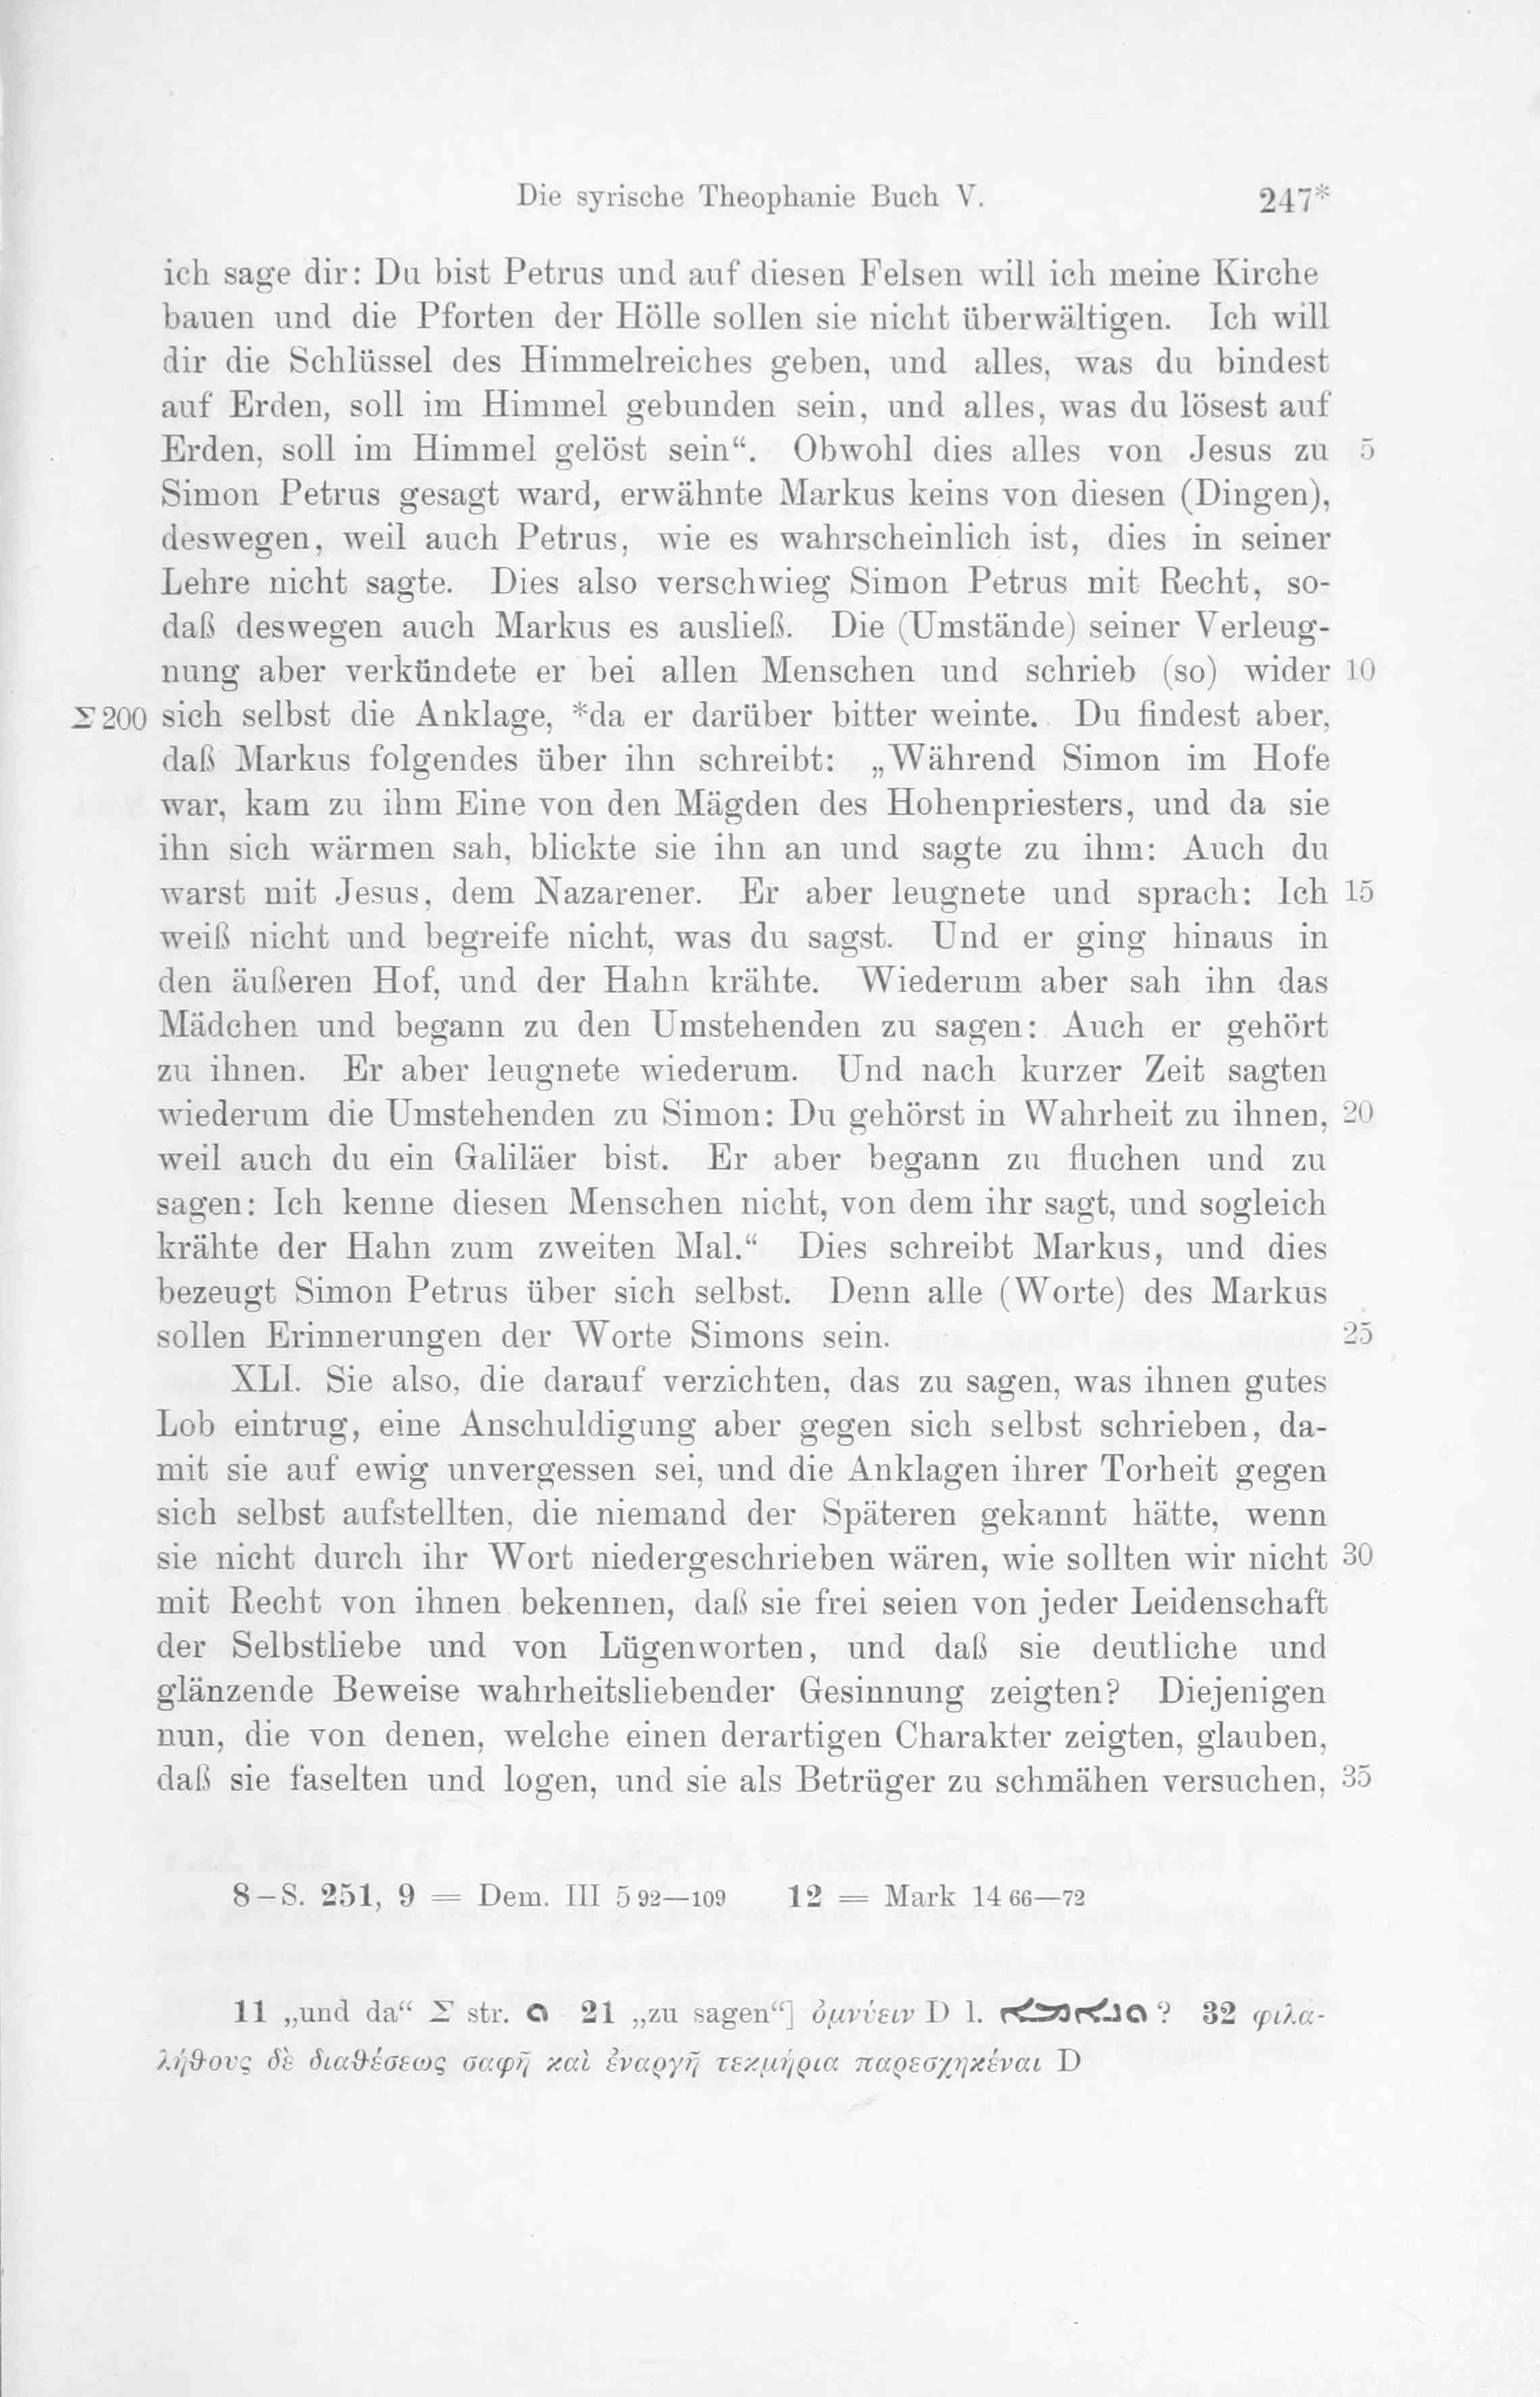 Die syrische Theophanie Buch V. 247*
ich sage dir: Du bist Petrus und auf diesen Felsen will ich meine Kirche
bauen und die Pforten der Hölle sollen sie nicht überwältigen. Ich will
dir die Schlüssel des Himmelreiches geben, und alles, was du bindest
auf Erden, soll im Himmel gebunden sein, und alles, was du lösest auf
Erden, soll im Himmel gelöst sein“. Obwohl dies alles von Jesus zu 5
Simon Petrus gesagt ward, erwähnte Markus keins von diesen (Dingen),
deswegen, weil auch Petrus, wie es wahrscheinlich ist, dies in seiner
Lehre nicht sagte. Dies also verschwieg Simon Petrus mit Recht, so-
daß deswegen auch Markus es ausließ. Die (Umstände) seiner Verleug-
nung aber verkündete er bei allen Menschen und schrieb (so) wider 10
Σ 200 sich selbst die Anklage, *da er darüber bitter weinte. Du findest aber,
daß Markus folgendes über ihn schreibt: „Während Simon im Hofe
war, kam zu ihm Eine von den Mägden des Hohenpriesters, und da sie
ihn sich wärmen sah, blickte sie ihn an und sagte zu ihm: Auch du
warst mit Jesus, dem Nazarener. Er aber leugnete und sprach: Ich 15
weiß nicht und begreife nicht, was du sagst. Und er ging hinaus in
den äußeren Hof, und der Hahn krähte. Wiederum aber sah ihn das
Mädchen und begann zu den Umstehenden zu sagen: Auch er gehört
zu ihnen. Er aber leugnete wiederum. Und nach kurzer Zeit sagten
wiederum die Umstehenden zu Simon: Du gehörst in Wahrheit zu ihnen, 20
weil auch du ein Galiläer bist. Er aber begann zu fluchen und zu
sagen: Ich kenne diesen Menschen nicht, von dem ihr sagt, und sogleich
krähte der Hahn zum zweiten Mal.“ Dies schreibt Markus, und dies
bezeugt Simon Petrus über sich selbst. Denn alle (Worte) des Markus
sollen Erinnerungen der Worte Simons sein. 25
XLI. Sie also, die darauf verzichten, das zu sagen, was ihnen gutes
Lob eintrug, eine Anschuldigung aber gegen sich selbst schrieben, da-
mit sie auf ewig unvergessen sei, und die Anklagen ihrer Torheit gegen
sich selbst aufstellten, die niemand der Späteren gekannt hätte, wenn
sie nicht durch ihr Wort niedergeschrieben wären, wie sollten wir nicht 30
mit Recht von ihnen bekennen, daß sie frei seien von jeder Leidenschaft
der Selbstliebe und von Lügenworten, und daß sie deutliche und
glänzende Beweise wahrheitsliebender Gesinnung zeigten? Diejenigen
nun, die von denen, welche einen derartigen Charakter zeigten, glauben,
daß sie faselten und logen, und sie als Betrüger zu schmähen versuchen, 35
8–S. 251, 9 = Dem. III 5 92—109 12 = Mark 14 66—72
11 „und da“ Σ str. ܘ 21 „zu sagen“] ὀμνύειν D l. ? 32 φιλα-
λήθους δὲ διαθέσεως σαφῆ καὶ ἐναργῆ τεκμήρια παρεσχηκέναι D